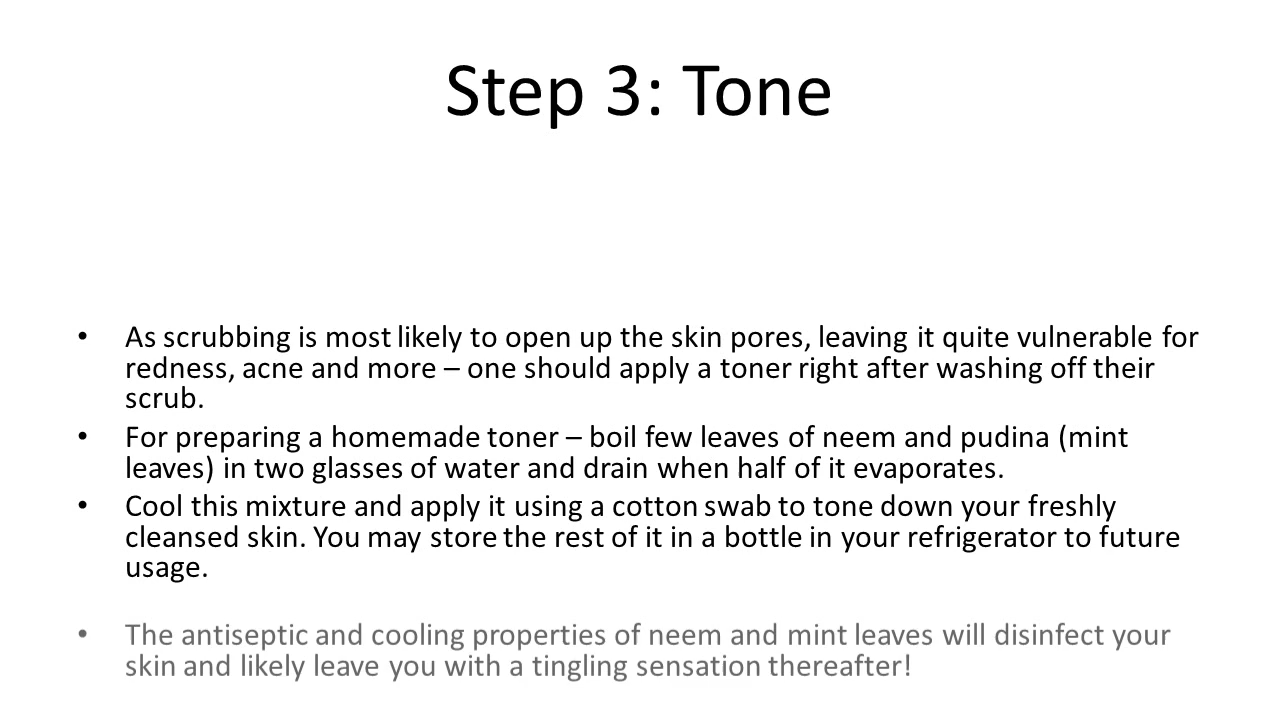 Step 3: Tone
• As scrubbing is most likely to open up the skin pores, leaving it quite vulnerable for
redness, acne and more – one should apply a toner right after washing off their
scrub.
• For preparing a homemade toner – boil few leaves of neem and pudina (mint
leaves) in two glasses of water and drain when half of it evaporates.
• Cool this mixture and apply it using a cotton swab to tone down your freshly
cleansed skin. You may store the rest of it in a bottle in your refrigerator to future
usage.
• The antiseptic and cooling properties of neem and mint leaves will disinfect your
skin and likely leave you with a tingling sensation thereafter!